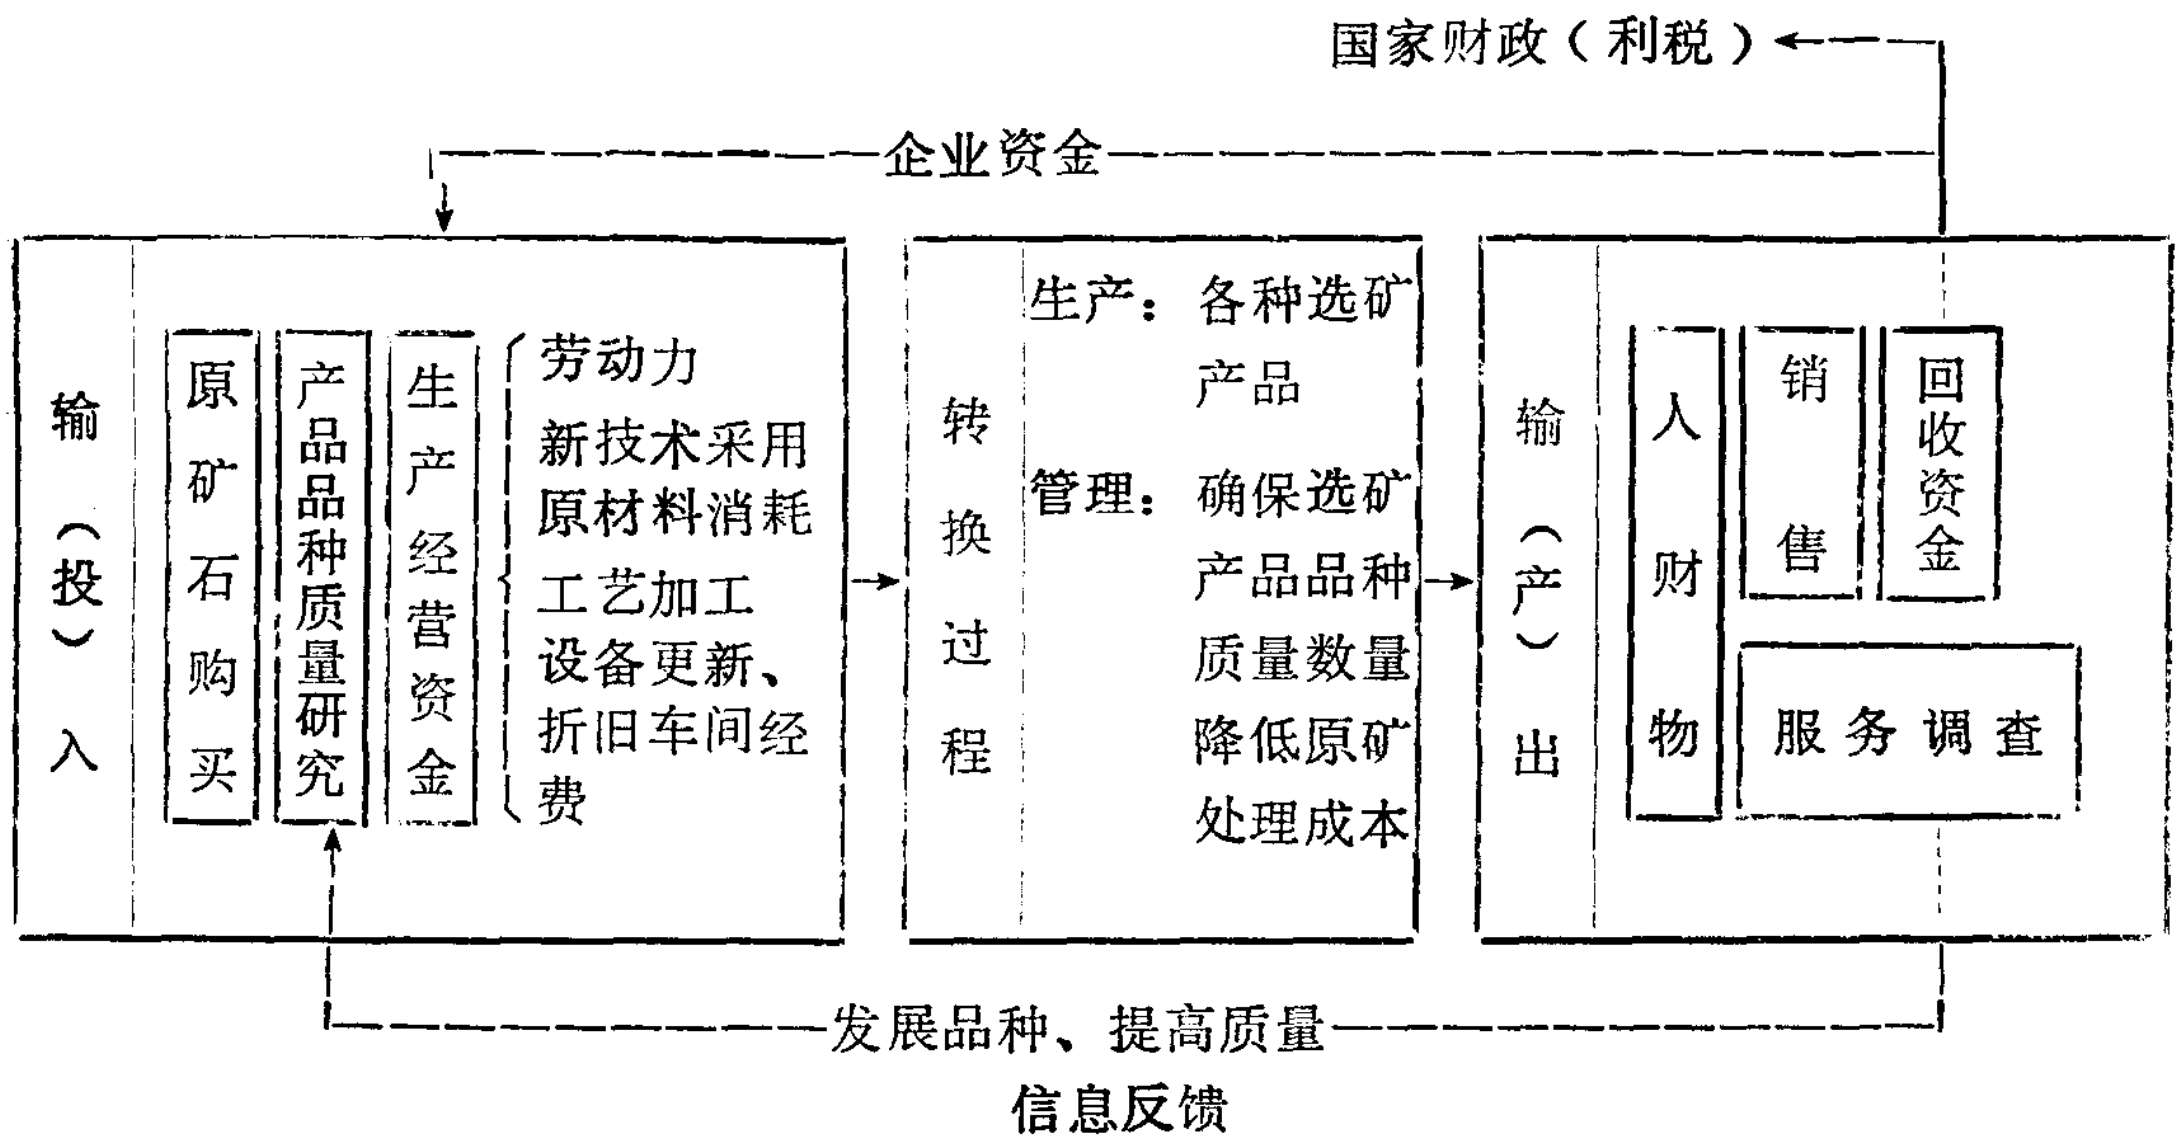 国家财政（利税）
企业资金
输（投）入
原矿石购买
产品品种质量研究
生产经营资金
劳动力
新技术采用
原材料消耗
工艺加工
设备更新、
折旧车间经
费
转换过程
生产：各种选矿
产品
管理：确保选矿
产品品种
质量数量
降低原矿
处理成本
输（产）出
入财物
销售
回收资金
服务调查
发展品种、提高质量
信息反馈